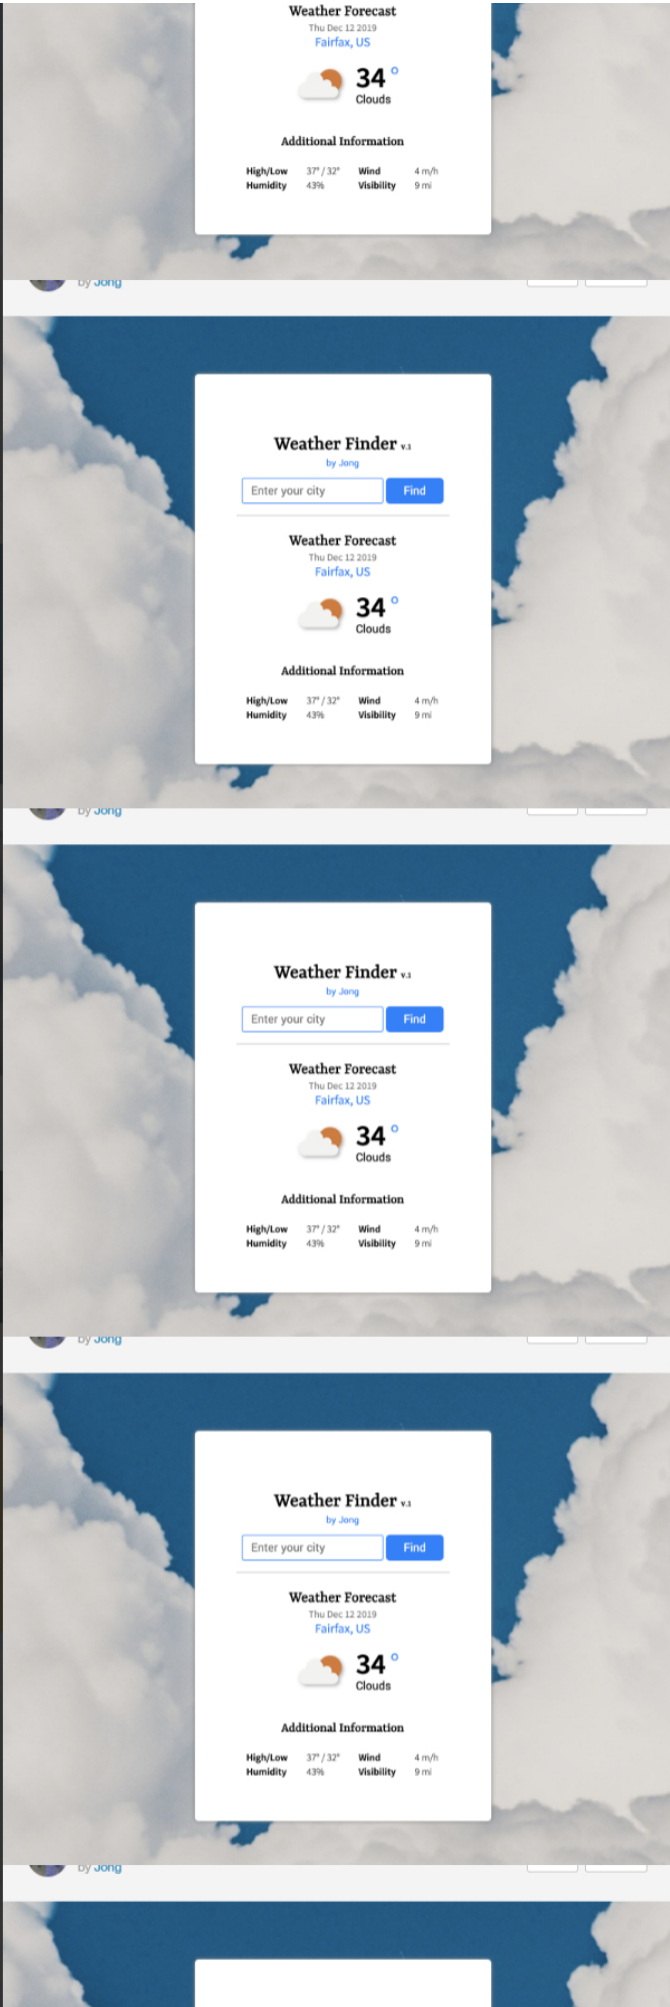 Weather Forecast
Thu Dec 12 2019
Fairfax, US
34°
Clouds
Additional Information
High/Low 37° / 32° Wind 4 m/h
Humidity 43% Visibility 9 mi
by Jong
Weather Finder v.1
by Jong
Enter your city Find
Weather Forecast
Thu Dec 12 2019
Fairfax, US
34°
Clouds
Additional Information
High/Low 37° / 32° Wind 4 m/h
Humidity 43% Visibility 9 mi
by Jong
Weather Finder v.1
by Jong
Enter your city Find
Weather Forecast
Thu Dec 12 2019
Fairfax, US
34°
Clouds
Additional Information
High/Low 37° / 32° Wind 4 m/h
Humidity 43% Visibility 9 mi
by Jong
Weather Finder v.1
by Jong
Enter your city Find
Weather Forecast
Thu Dec 12 2019
Fairfax, US
34°
Clouds
Additional Information
High/Low 37° / 32° Wind 4 m/h
Humidity 43% Visibility 9 mi
by Jong